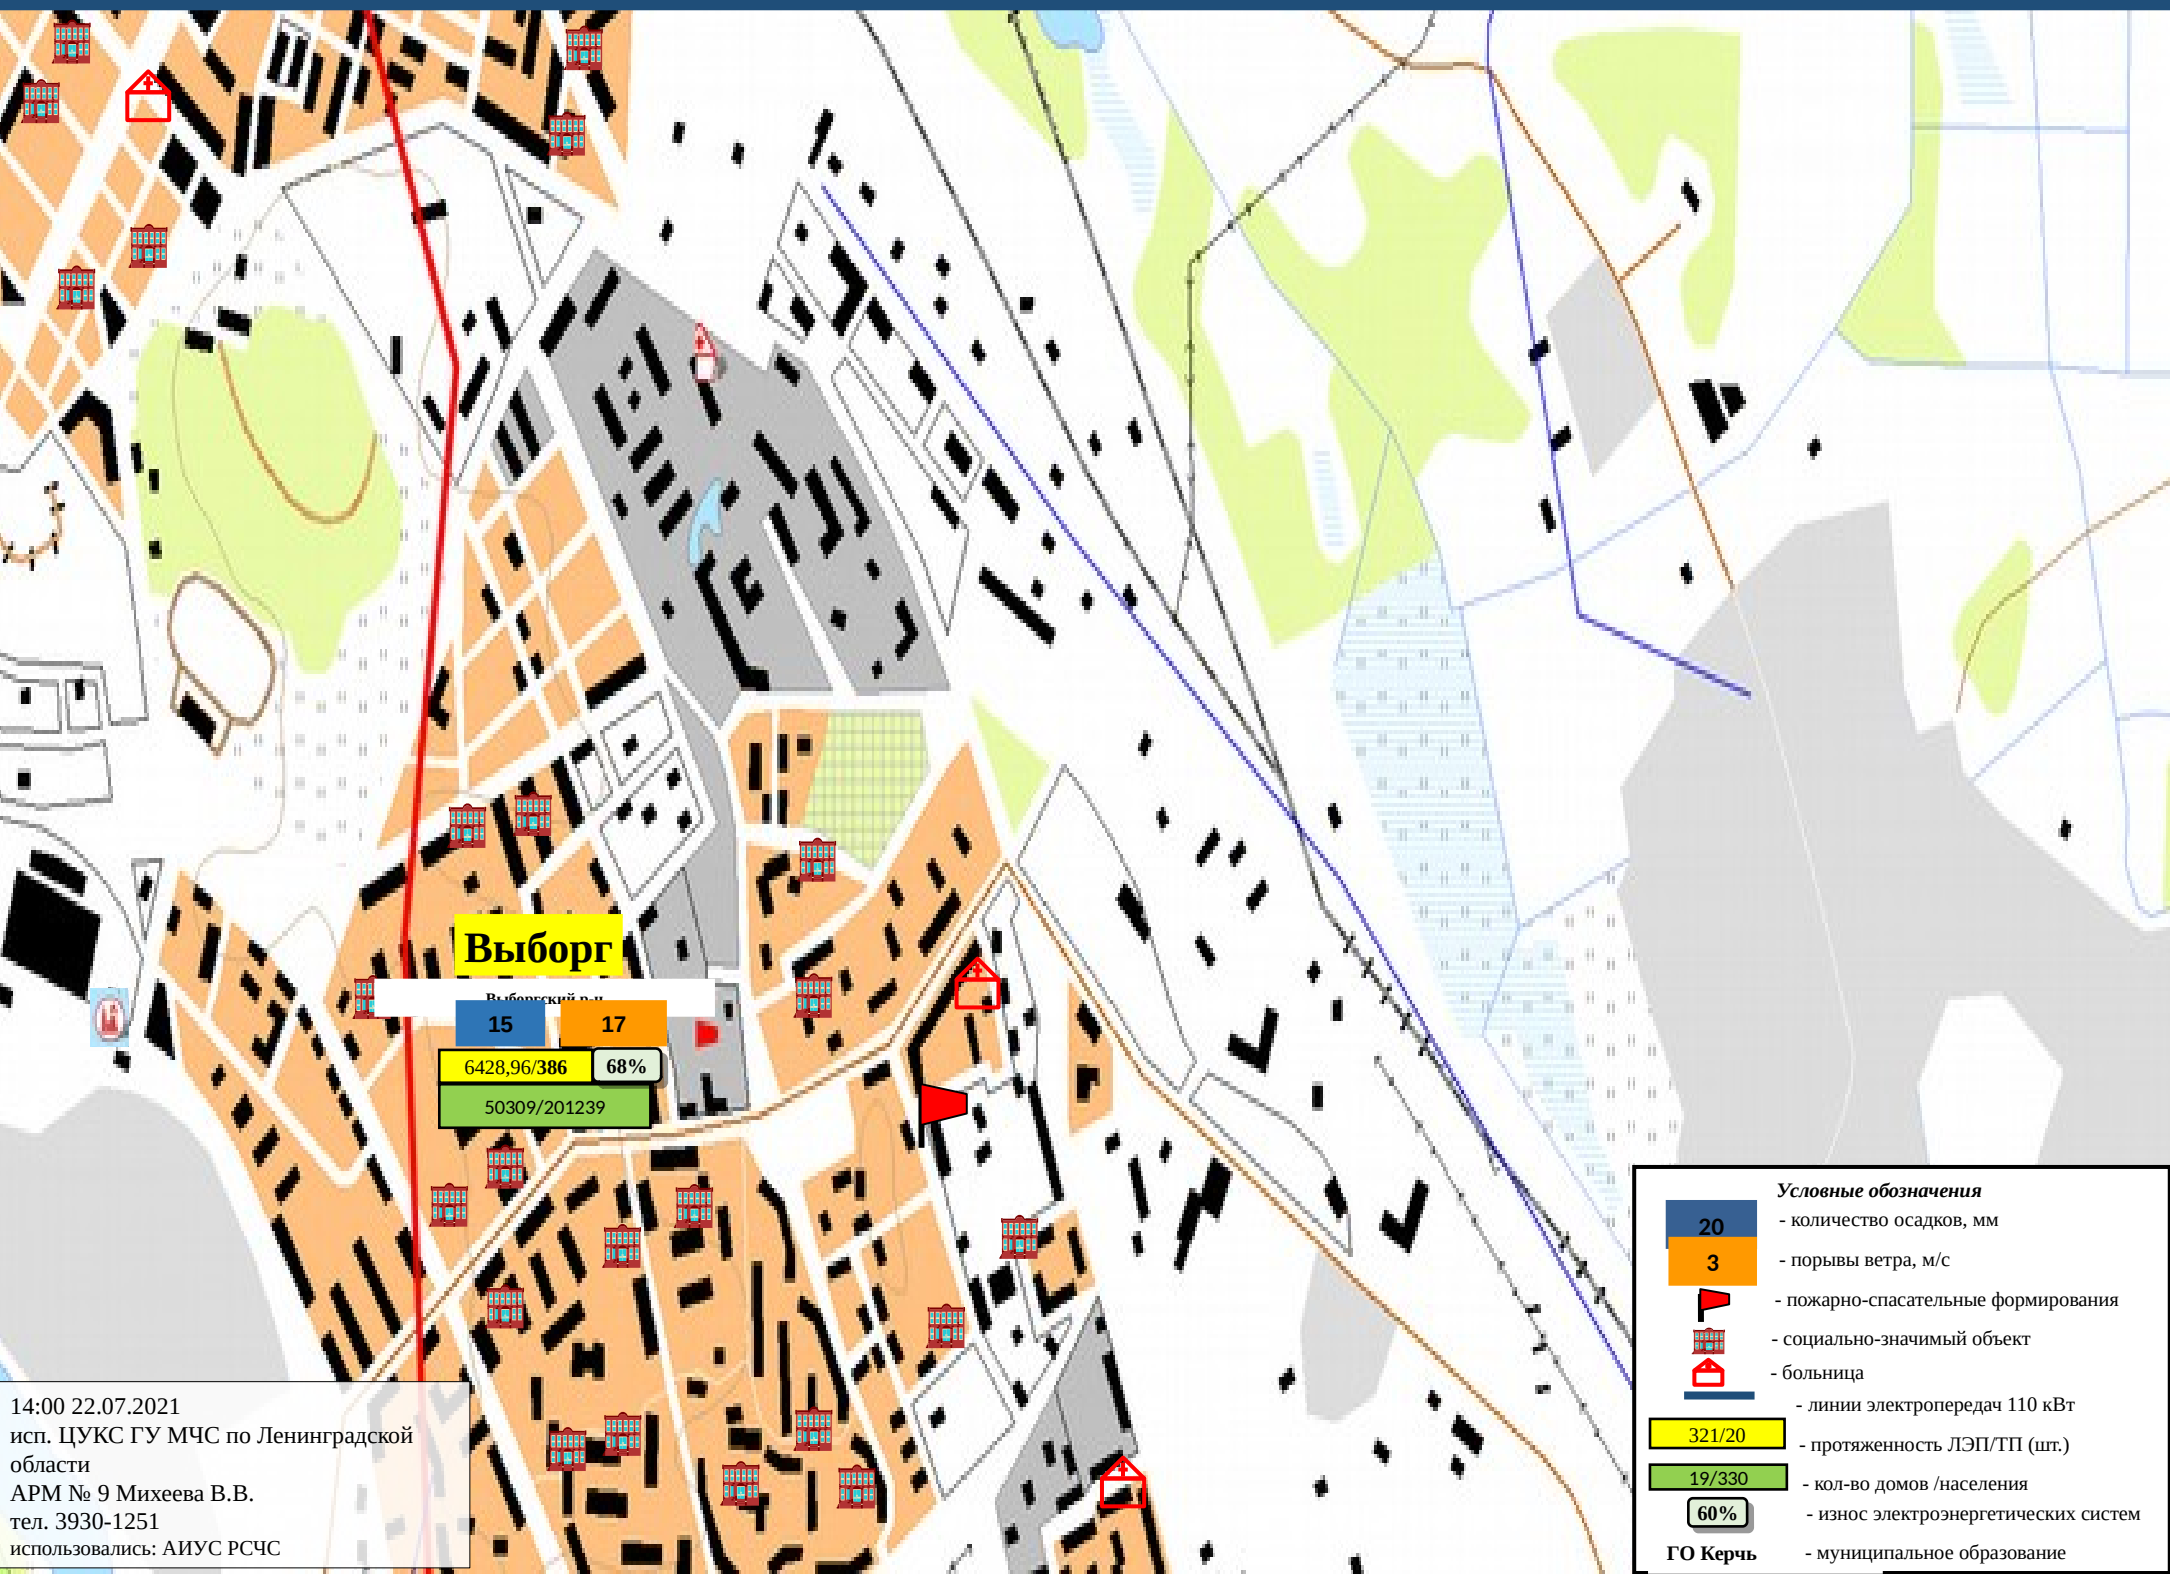 Выборг
Выборгский р-н
15
17
6428,96/386
68%
50309/201239
14:00 22.07.2021
исп. ЦУКС ГУ МЧС по Ленинградской
области
АРМ № 9 Михеева В.В.
тел. 3930-1251
использовались: АИУС РСЧС
Условные обозначения
20 - количество осадков, мм
3 - порывы ветра, м/с
- пожарно-спасательные формирования
- социально-значимый объект
- больница
- линии электропередач 110 кВт
321/20 - протяженность ЛЭП/ТП (шт.)
19/330 - кол-во домов /населения
60% - износ электроэнергетических систем
ГО Керчь - муниципальное образование